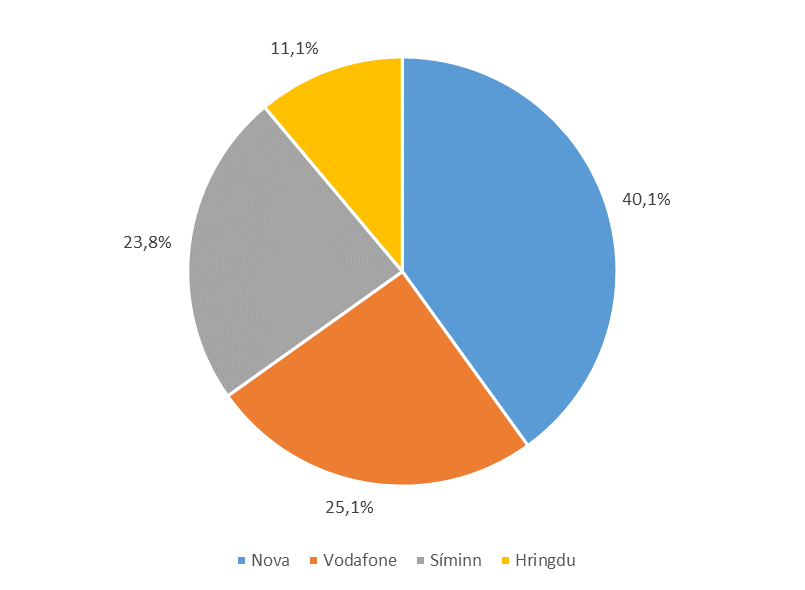 11,1%
40,1%
23,8%
25,1%
Nova Vodafone Síminn Hringdu